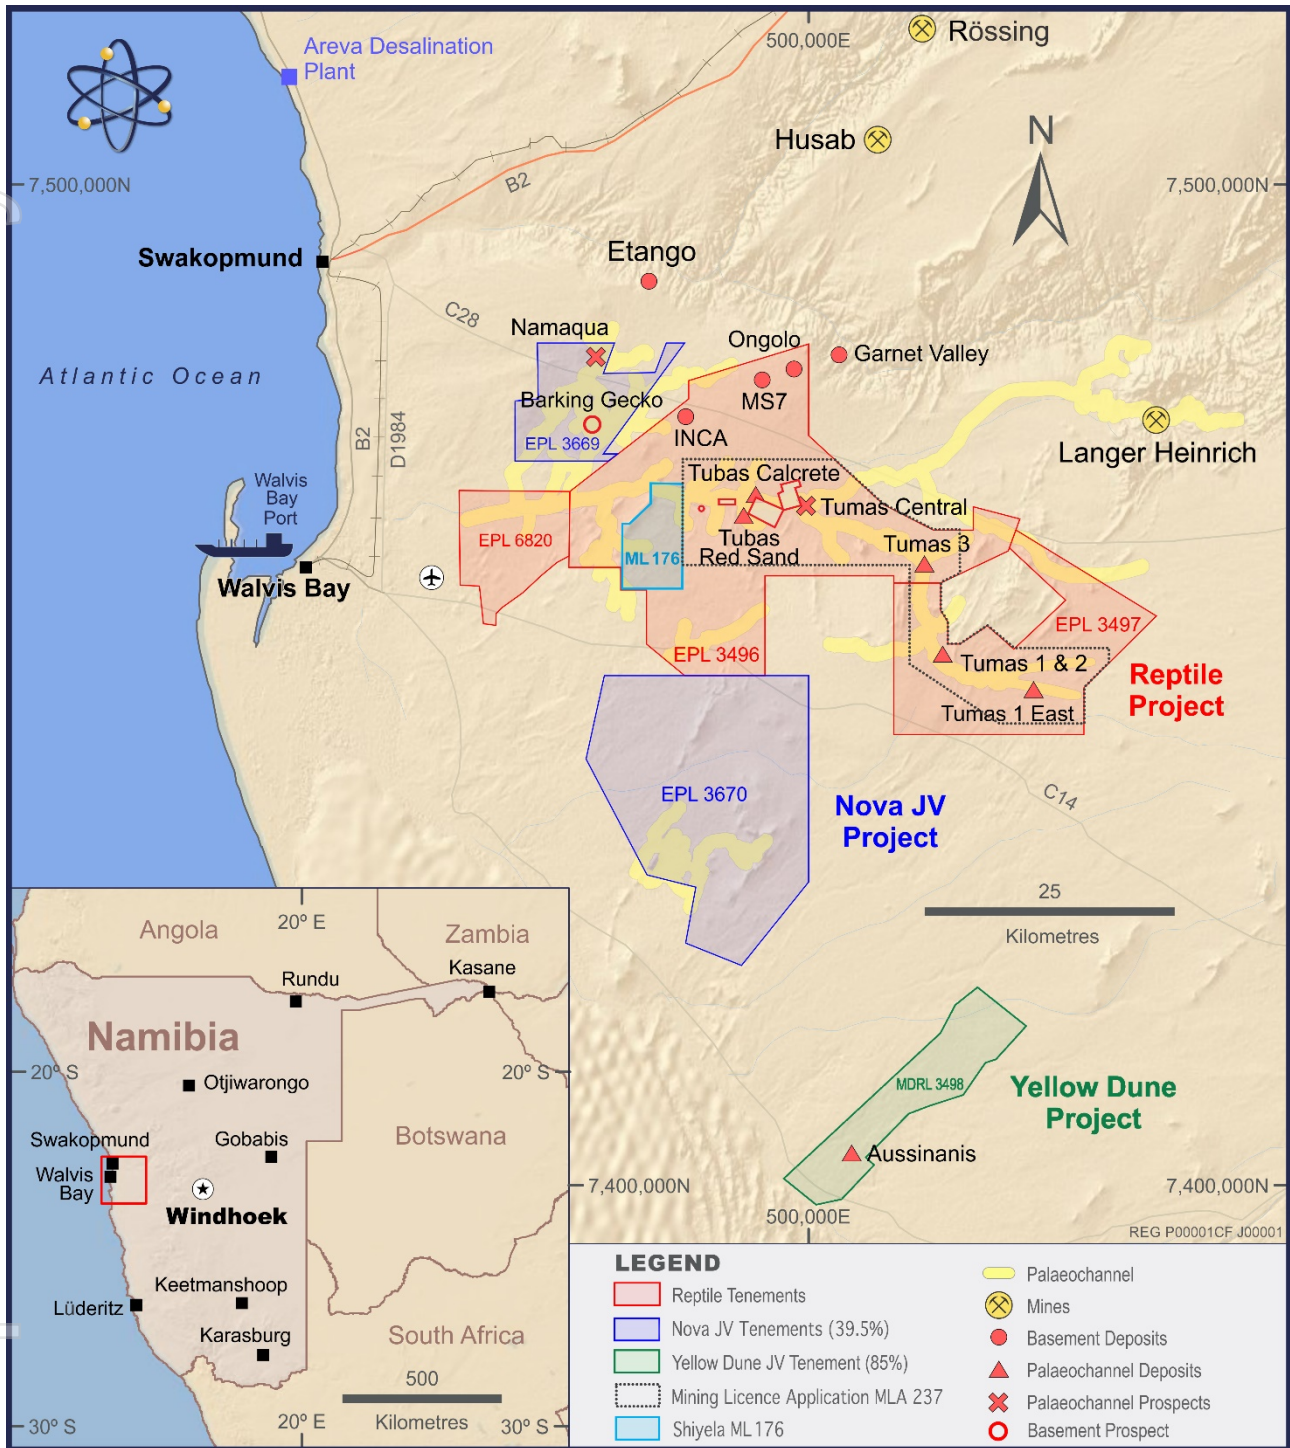 Areva Desalination
Plant
500,000E
Rössing
Husab
N
7,500,000N
7,500,000N
B2
Swakopmund
Etango
C28
Namaqua
Ongolo
Garnet Valley
Atlantic Ocean
MS7
Barking Gecko
B2
D1984
INCA
EPL 3669
Langer Heinrich
Tubas Calcrete
Walvis
Bay
Port
Tumas Central
Tubas
Red Sand
EPL 6820
ML 176
Tumas 3
Walvis Bay
EPL 3497
EPL 3496
Tumas 1 & 2
Reptile
Project
Tumas 1 East
EPL 3670
Nova JV
Project
C14
25
Kilometres
MDRL 3498
Yellow Dune
Project
Aussinanis
7,400,000N
7,400,000N
500,000E
REG P00001CF J00001
Angola
20° E
Zambia
Kasane
Rundu
Namibia
20° S
20° S
Otjiwarongo
Swakopmund
Gobabis
Botswana
Walvis
Bay
Windhoek
Keetmanshoop
Lüderitz
Karasburg
South Africa
500
Kilometres
30° S
20° E
30° S
LEGEND
Reptile Tenements
Nova JV Tenements (39.5%)
Yellow Dune JV Tenement (85%)
Mining Licence Application MLA 237
Shiyela ML 176
Palaeochannel
Mines
Basement Deposits
Palaeochannel Deposits
Palaeochannel Prospects
Basement Prospect